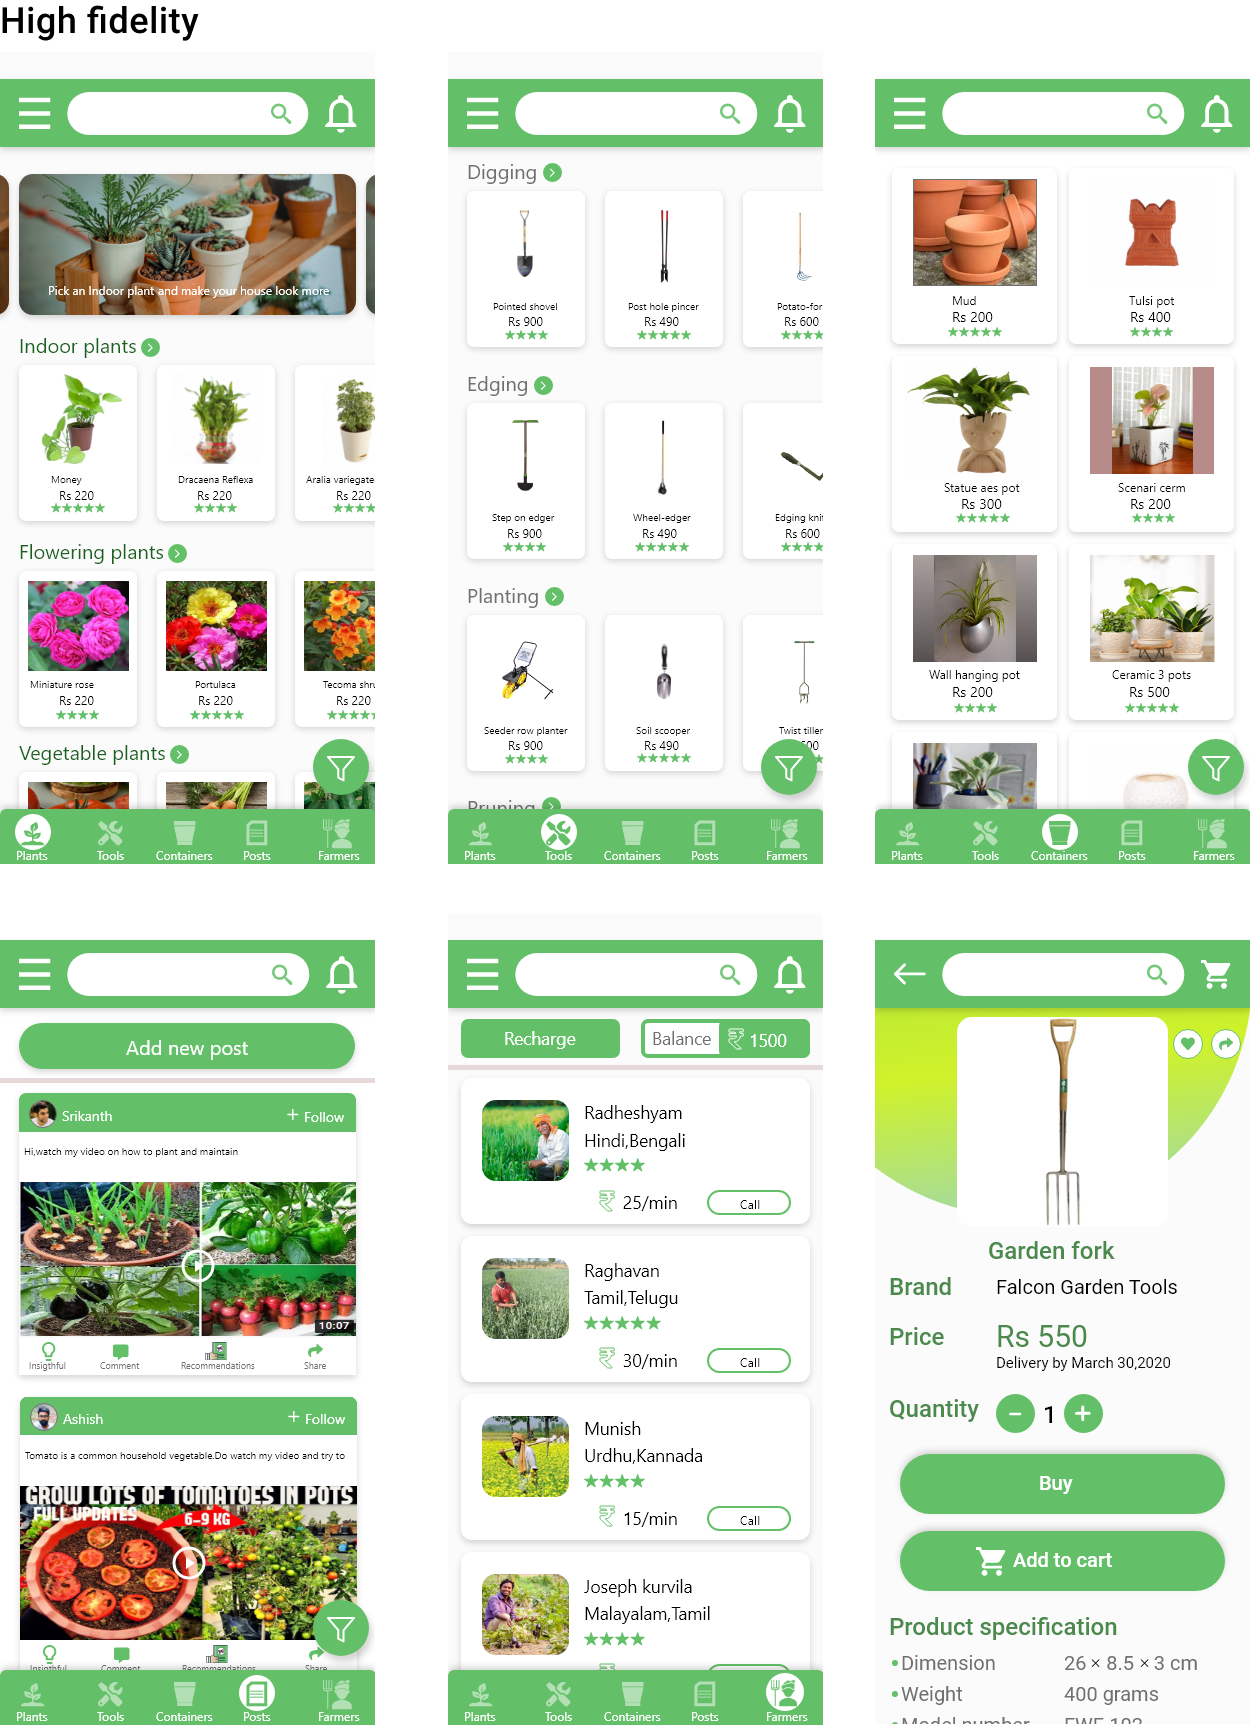 High fidelity
Pick an Indoor plant and make your house look more
Indoor plants
Money
Rs 220
Dracaena Reflexa
Rs 220
Aralia variegate
Rs 220
Flowering plants
Miniature rose
Rs 220
Portulaca
Rs 220
Tecoma shru
Rs 220
Vegetable plants
Plants
Tools
Containers
Posts
Farmers
Digging
Pointed shovel
Rs 900
Post hole pincer
Rs 490
Potato-for
Rs 600
Edging
Step on edger
Rs 900
Wheel-edger
Rs 490
Edging knif
Rs 600
Planting
Seeder row planter
Rs 900
Soil scooper
Rs 490
Twist tiller
Pruning
Plants
Tools
Containers
Posts
Farmers
Mud
Rs 200
Tulsi pot
Rs 400
Statue aes pot
Rs 300
Scenari cerm
Rs 200
Wall hanging pot
Rs 200
Ceramic 3 pots
Rs 500
Plants
Tools
Containers
Posts
Farmers
Add new post
Srikanth
+ Follow
Hi,watch my video on how to plant and maintain
10:07
Insigthful
Comment
Recommendations
Share
Ashish
+ Follow
Tomato is a common household vegetable.Do watch my video and try to
GROW LOTS OF TOMATOES IN POTS
FULL UPDATES
6-9 KG
Insigthful
Comment
Recommendations
Share
Plants
Tools
Containers
Posts
Farmers
Recharge
Balance
1500
Radheshyam
Hindi,Bengali
25/min
Call
Raghavan
Tamil,Telugu
30/min
Call
Munish
Urdhu,Kannada
15/min
Call
Joseph kurvila
Malayalam,Tamil
Plants
Tools
Containers
Posts
Farmers
Garden fork
Brand
Falcon Garden Tools
Price
Rs 550
Delivery by March 30,2020
Quantity
− 1 +
Buy
Add to cart
Product specification
• Dimension
26 × 8.5 × 3 cm
• Weight
400 grams
• Model number